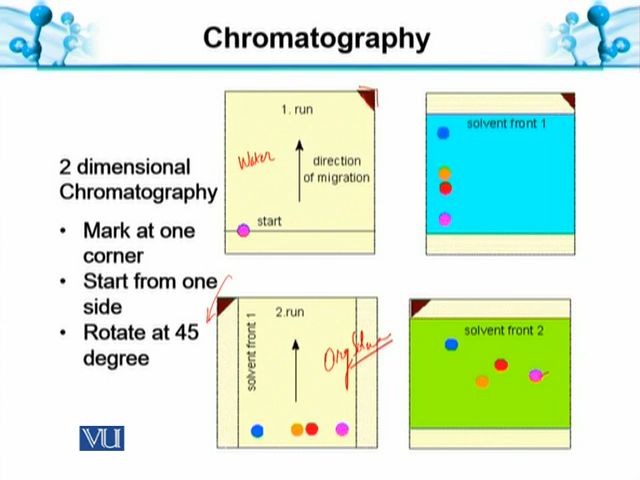 Chromatography
2 dimensional
Chromatography
• Mark at one
corner
• Start from one
side
• Rotate at 45
degree
1. run
Water
direction
of migration
start
solvent front 1
solvent front 1
2.run
Org
solvent front 2
VU